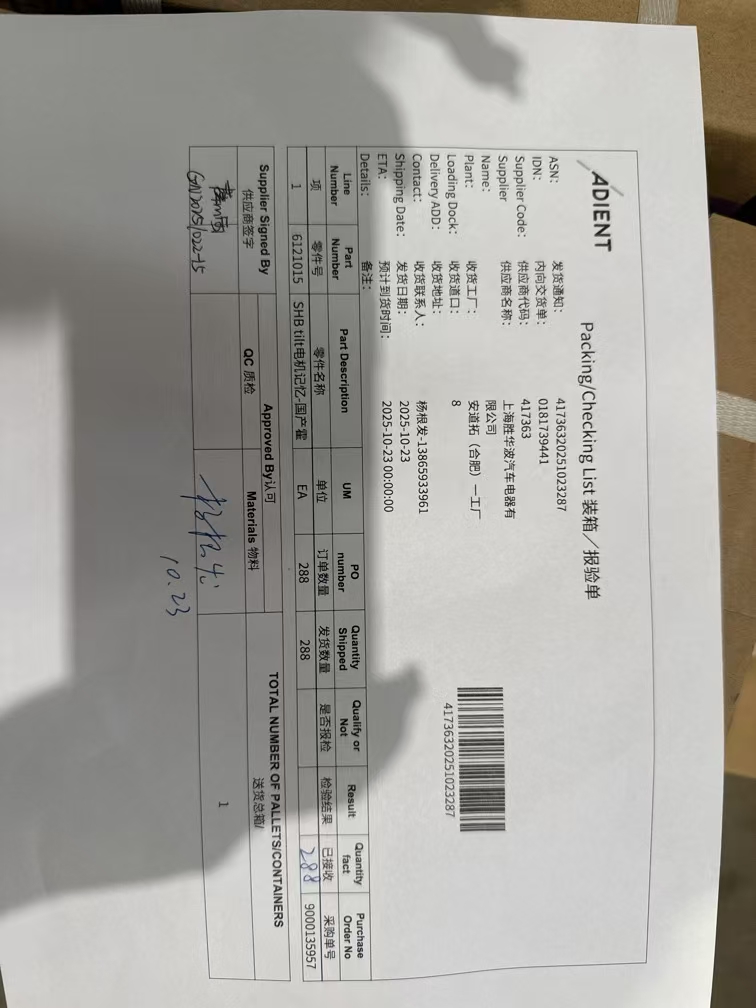 ADIENT
Packing/Checking List 装箱／报验单
ASN: 发货通知: 41736320251023287
IDN: 内向交货单: 0181739441
Supplier Code: 供应商代码: 417363
Supplier Name: 供应商名称: 上海胜华波汽车电器有限公司
Plant: 收货工厂: 安道拓（合肥）一工厂
Loading Dock: 收货道口: 8
Delivery ADD: 收货地址:
Contact: 收货联系人: 杨根发-13865933961
Shipping Date: 发货日期: 2025-10-23
ETA: 预计到货时间: 2025-10-23 00:00:00
Details: 备注:
41736320251023287
Line Number Part Number Part Description UM PO number Quantity Shipped Qualify or Not Result Quantity fact Purchase Order No
项 零件号 零件名称 单位 订单数量 发货数量 是否报检 检验结果 已接收 采购单号
1 6121015 SHB tilt电机记忆-国产霍 EA 288 288 288 9000135957
Supplier Signed By Approved By认可 TOTAL NUMBER OF PALLETS/CONTAINERS
供应商签字 QC 质检 Materials 物料 送货总箱/
1
10.23